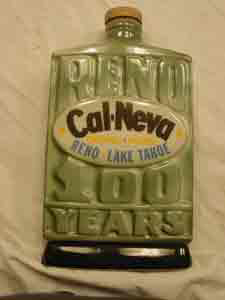 RENO
Cal-Neva
RENO LAKE TAHOE
100
YEARS